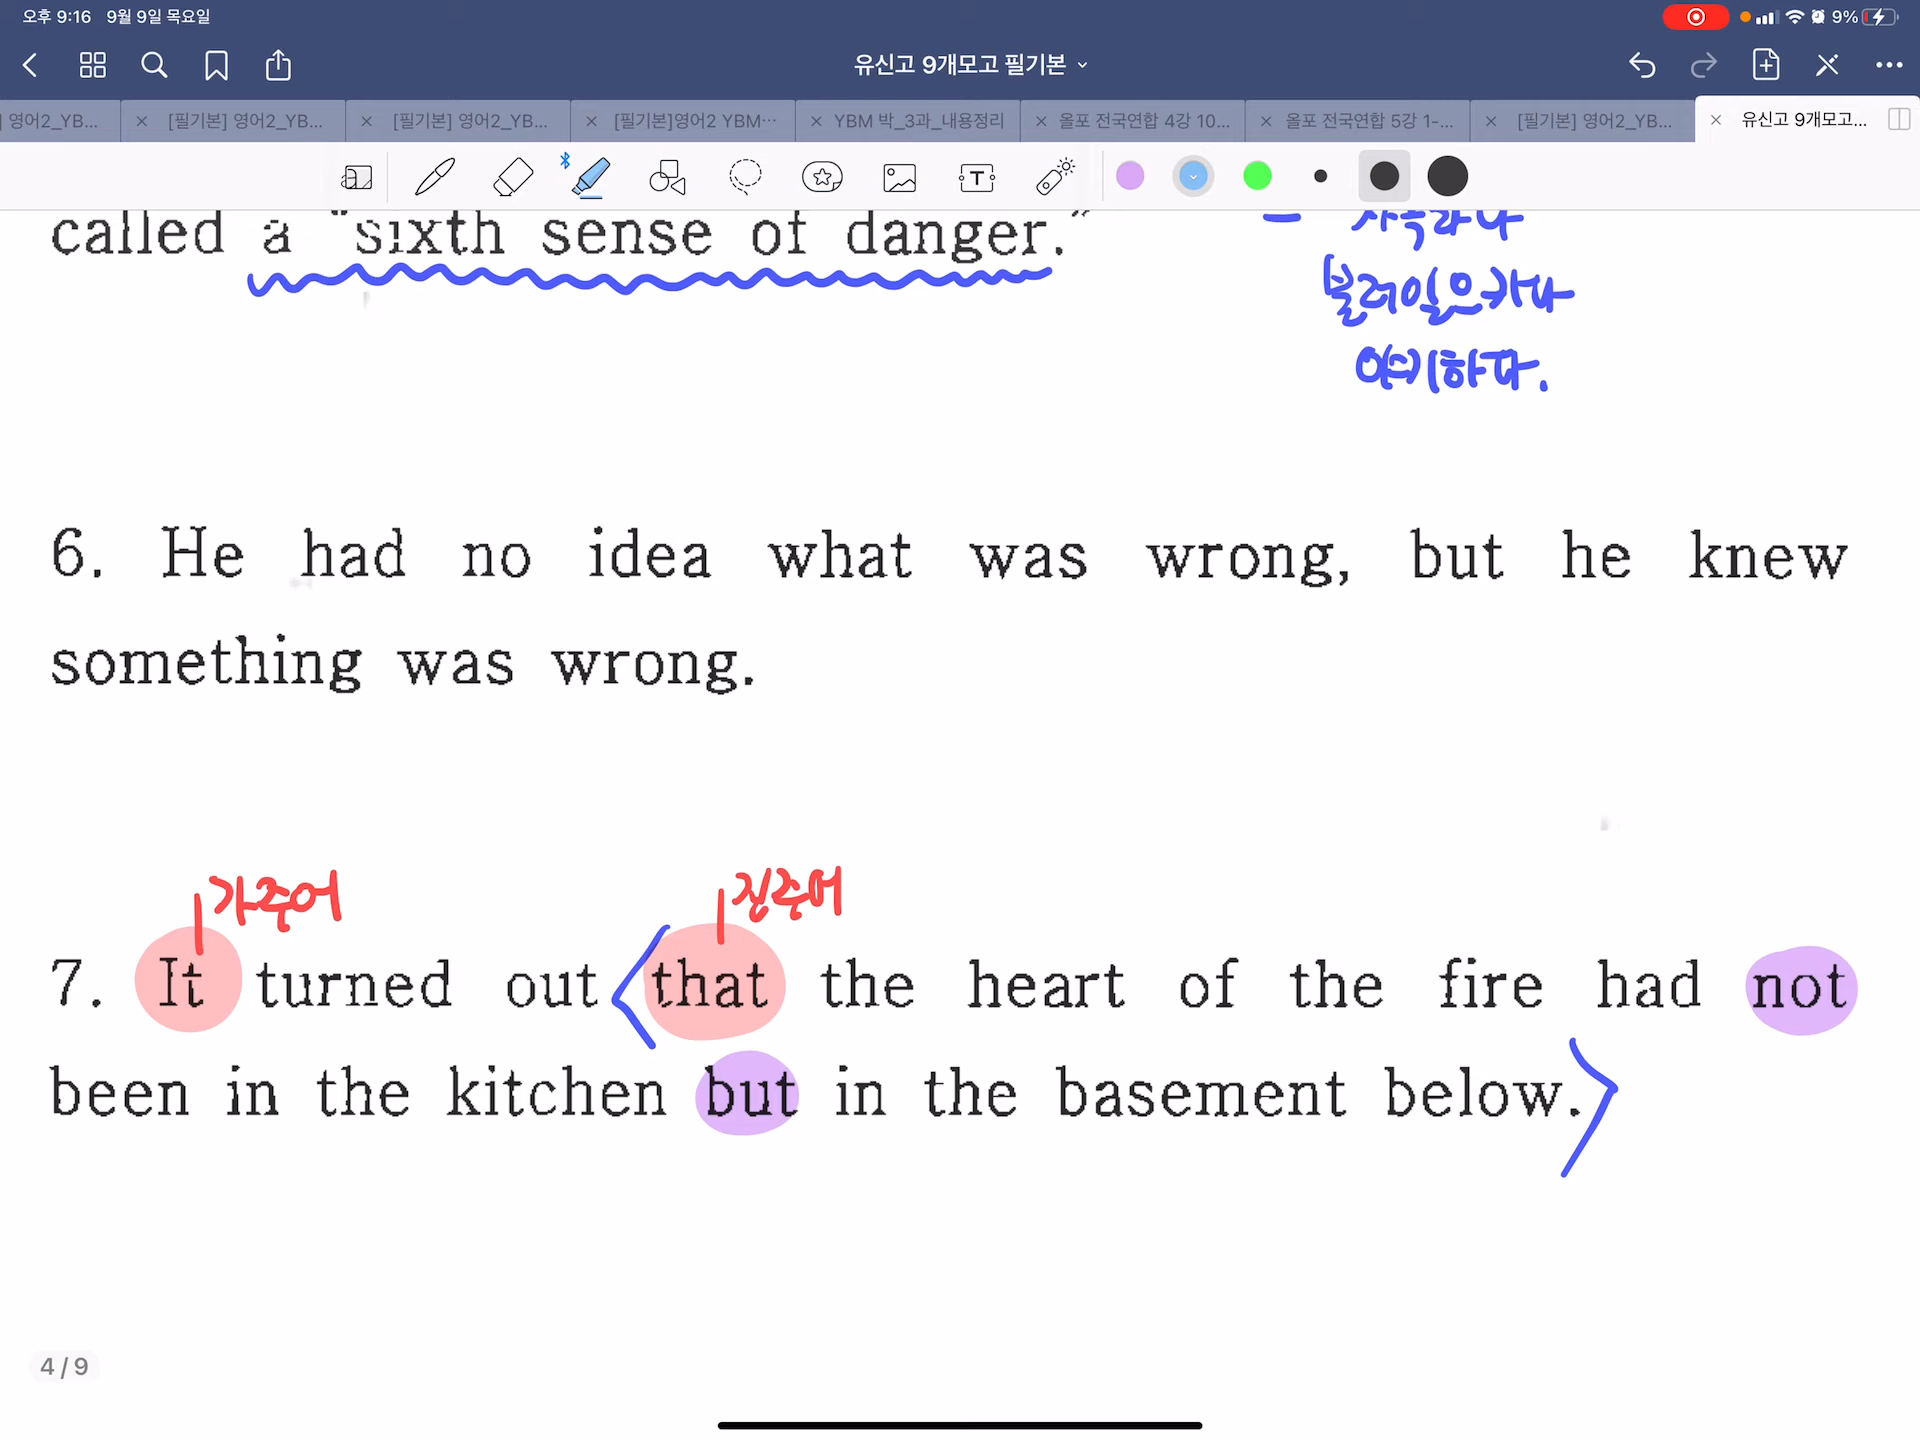 오후 9:16 9월 9일 목요일
9%
유신고 9개모고 필기본
영어2_YB...
[필기본] 영어2_YB...
[필기본] 영어2_YB...
[필기본]영어2 YBM...
YBM 박_3과_내용정리
올포 전국연합 4강 10...
올포 전국연합 5강 1-...
[필기본] 영어2_YB...
유신고 9개모고...
called a "sixth sense of danger."
불러일으키다
야기하다.
6. He had no idea what was wrong, but he knew
something was wrong.
가주어 진주어
7. It turned out <that the heart of the fire had not
been in the kitchen but in the basement below.>
4 / 9